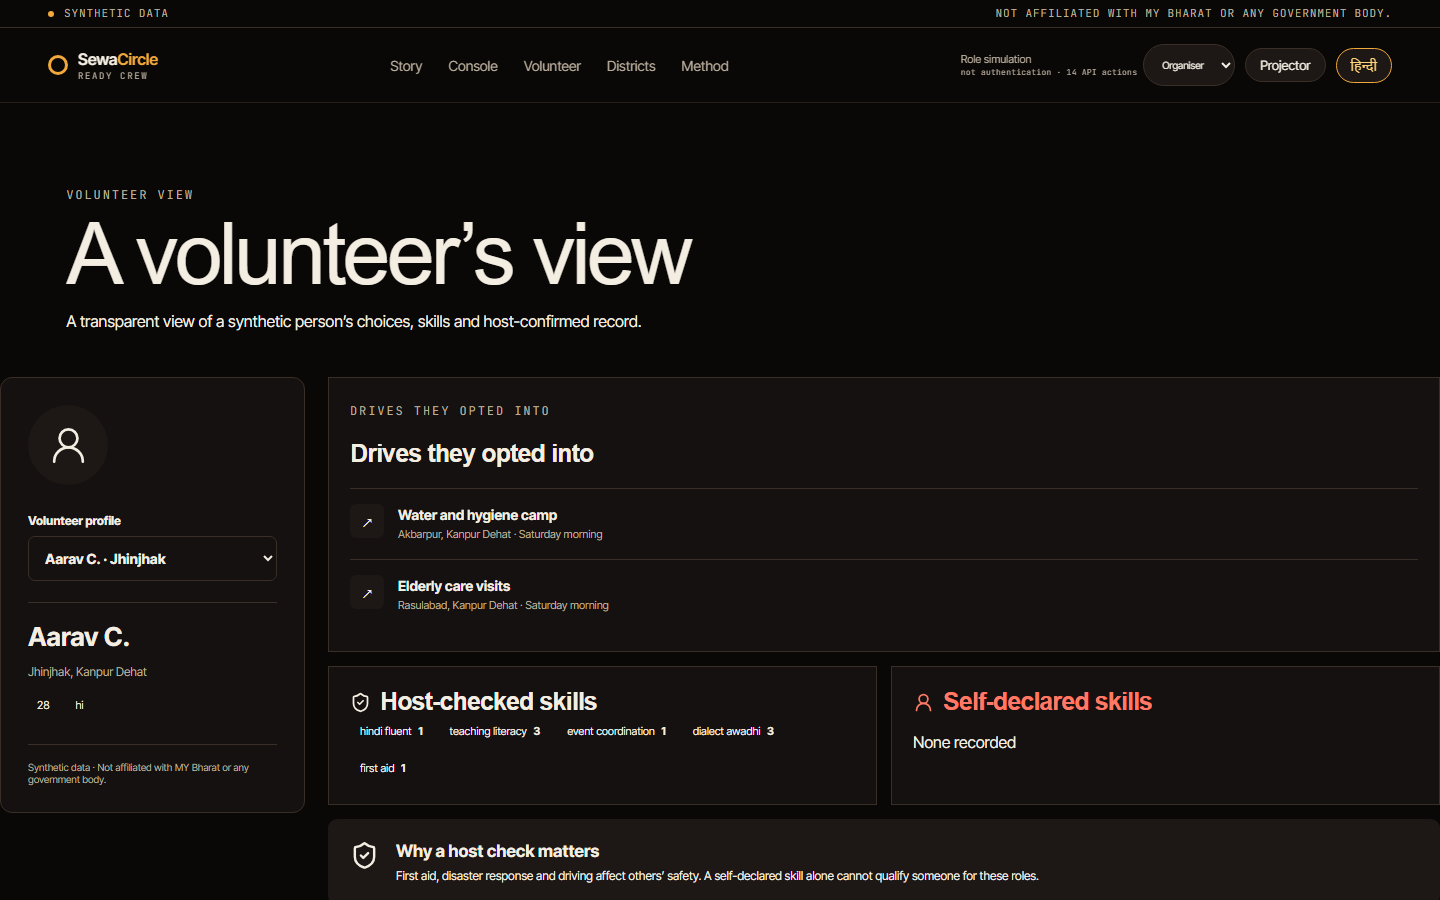 SYNTHETIC DATA
NOT AFFILIATED WITH MY BHARAT OR ANY GOVERNMENT BODY.
SewaCircle
READY CREW
Story Console Volunteer Districts Method
Role simulation
not authentication · 14 API actions
Organiser
Projector
हिन्दी
VOLUNTEER VIEW
A volunteer’s view
A transparent view of a synthetic person’s choices, skills and host-confirmed record.
Volunteer profile
Aarav C. · Jhinjhak
Aarav C.
Jhinjhak, Kanpur Dehat
28 hi
Synthetic data · Not affiliated with MY Bharat or any
government body.
DRIVES THEY OPTED INTO
Drives they opted into
Water and hygiene camp
Akbarpur, Kanpur Dehat · Saturday morning
Elderly care visits
Rasulabad, Kanpur Dehat · Saturday morning
Host-checked skills
hindi fluent 1 teaching literacy 3 event coordination 1 dialect awadhi 3
first aid 1
Self-declared skills
None recorded
Why a host check matters
First aid, disaster response and driving affect others’ safety. A self-declared skill alone cannot qualify someone for these roles.